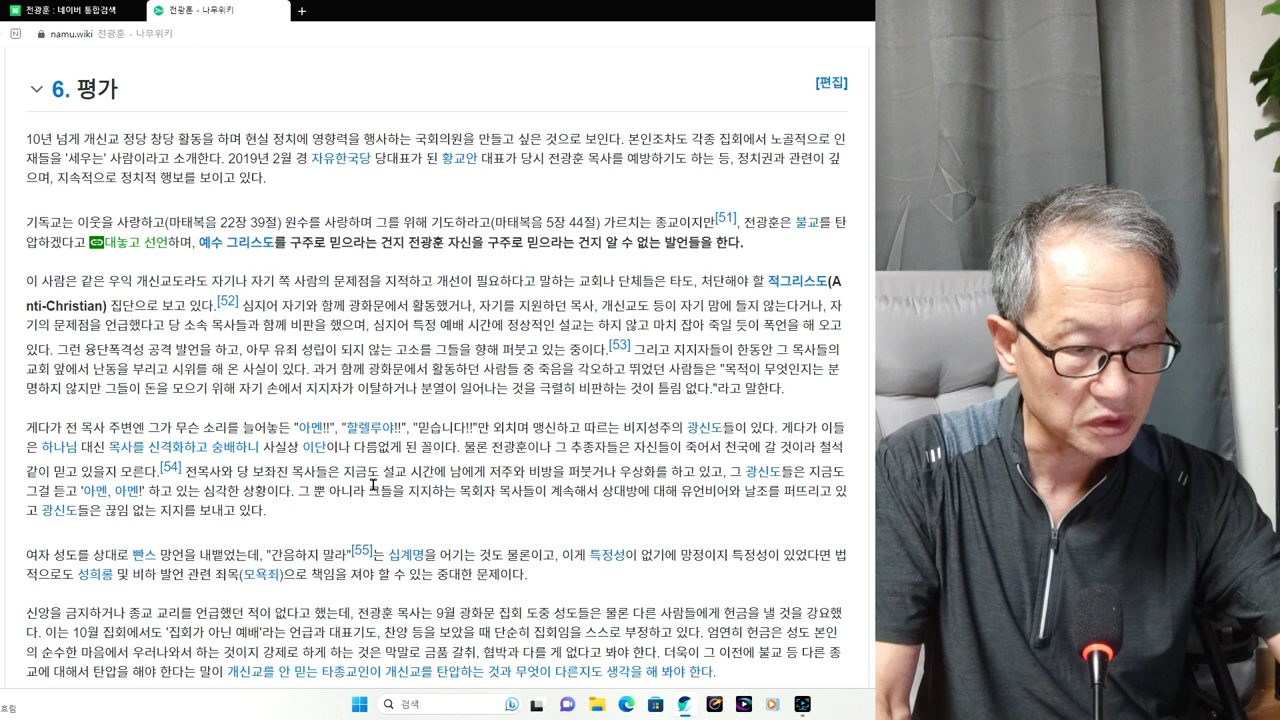 전광훈 : 네이버 통합검색
전광훈 - 나무위키
namu.wiki 전광훈 - 나무위키
6. 평가
[편집]
10년 넘게 개신교 정당 창당 활동을 하며 현실 정치에 영향력을 행사하는 국회의원을 만들고 싶은 것으로 보인다. 본인조차도 각종 집회에서 노골적으로 인
재들을 '세우는' 사람이라고 소개한다. 2019년 2월 경 자유한국당 당대표가 된 황교안 대표가 당시 전광훈 목사를 예방하기도 하는 등, 정치권과 관련이 깊
으며, 지속적으로 정치적 행보를 보이고 있다.
기독교는 이웃을 사랑하고(마태복음 22장 39절) 원수를 사랑하며 그를 위해 기도하라고(마태복음 5장 44절) 가르치는 종교이지만[51], 전광훈은 불교를 탄
압하겠다고 대놓고 선언하며, 예수 그리스도를 구주로 믿으라는 건지 전광훈 자신을 구주로 믿으라는 건지 알 수 없는 발언들을 한다.
이 사람은 같은 우익 개신교도라도 자기나 자기 쪽 사람의 문제점을 지적하고 개선이 필요하다고 말하는 교회나 단체들은 타도, 처단해야 할 적그리스도(A
nti-Christian) 집단으로 보고 있다.[52] 심지어 자기와 함께 광화문에서 활동했거나, 자기를 지원하던 목사, 개신교도 등이 자기 맘에 들지 않는다거나, 자
기의 문제점을 언급했다고 당 소속 목사들과 함께 비판을 했으며, 심지어 특정 예배 시간에 정상적인 설교는 하지 않고 마치 잡아 죽일 듯이 폭언을 해 오고
있다. 그런 융단폭격성 공격 발언을 하고, 아무 유죄 성립이 되지 않는 고소를 그들을 향해 퍼붓고 있는 중이다.[53] 그리고 지지자들이 한동안 그 목사들의
교회 앞에서 난동을 부리고 시위를 해 온 사실이 있다. 과거 함께 광화문에서 활동하던 사람들 중 죽음을 각오하고 뛰었던 사람들은 "목적이 무엇인지는 분
명하지 않지만 그들이 돈을 모으기 위해 자기 손에서 지지자가 이탈하거나 분열이 일어나는 것을 극렬히 비판하는 것이 틀림 없다."라고 말한다.
게다가 전 목사 주변엔 그가 무슨 소리를 늘어놓든 "아멘!!", "할렐루야!!", "믿습니다!!"만 외치며 맹신하고 따르는 비지성주의 광신도들이 있다. 게다가 이들
은 하나님 대신 목사를 신격화하고 숭배하니 사실상 이단이나 다름없게 된 꼴이다. 물론 전광훈이나 그 추종자들은 자신들이 죽어서 천국에 갈 것이라 철석
같이 믿고 있을지 모른다.[54] 전목사와 당 보좌진 목사들은 지금도 설교 시간에 남에게 저주와 비방을 퍼붓거나 우상화를 하고 있고, 그 광신도들은 지금도
그걸 듣고 '아멘, 아멘!' 하고 있는 심각한 상황이다. 그 뿐 아니라 그들을 지지하는 목회자 목사들이 계속해서 상대방에 대해 유언비어와 날조를 퍼뜨리고 있
고 광신도들은 끊임 없는 지지를 보내고 있다.
여자 성도를 상대로 빤스 망언을 내뱉었는데, "간음하지 말라"[55]는 십계명을 어기는 것도 물론이고, 이게 특정성이 없기에 망정이지 특정성이 있었다면 법
적으로도 성희롱 및 비하 발언 관련 죄목(모욕죄)으로 책임을 져야 할 수 있는 중대한 문제이다.
신앙을 금지하거나 종교 교리를 언급했던 적이 없다고 했는데, 전광훈 목사는 9월 광화문 집회 도중 성도들은 물론 다른 사람들에게 헌금을 낼 것을 강요했
다. 이는 10월 집회에서도 '집회가 아닌 예배'라는 언급과 대표기도, 찬양 등을 보았을 때 단순히 집회임을 스스로 부정하고 있다. 엄연히 헌금은 성도 본인
의 순수한 마음에서 우러나와서 하는 것이지 강제로 하게 하는 것은 막말로 금품 갈취, 협박과 다를 게 없다고 봐야 한다. 더욱이 그 이전에 불교 등 다른 종
교에 대해서 탄압을 해야 한다는 말이 개신교를 안 믿는 타종교인이 개신교를 탄압하는 것과 무엇이 다른지도 생각을 해 봐야 한다.
흐림
검색